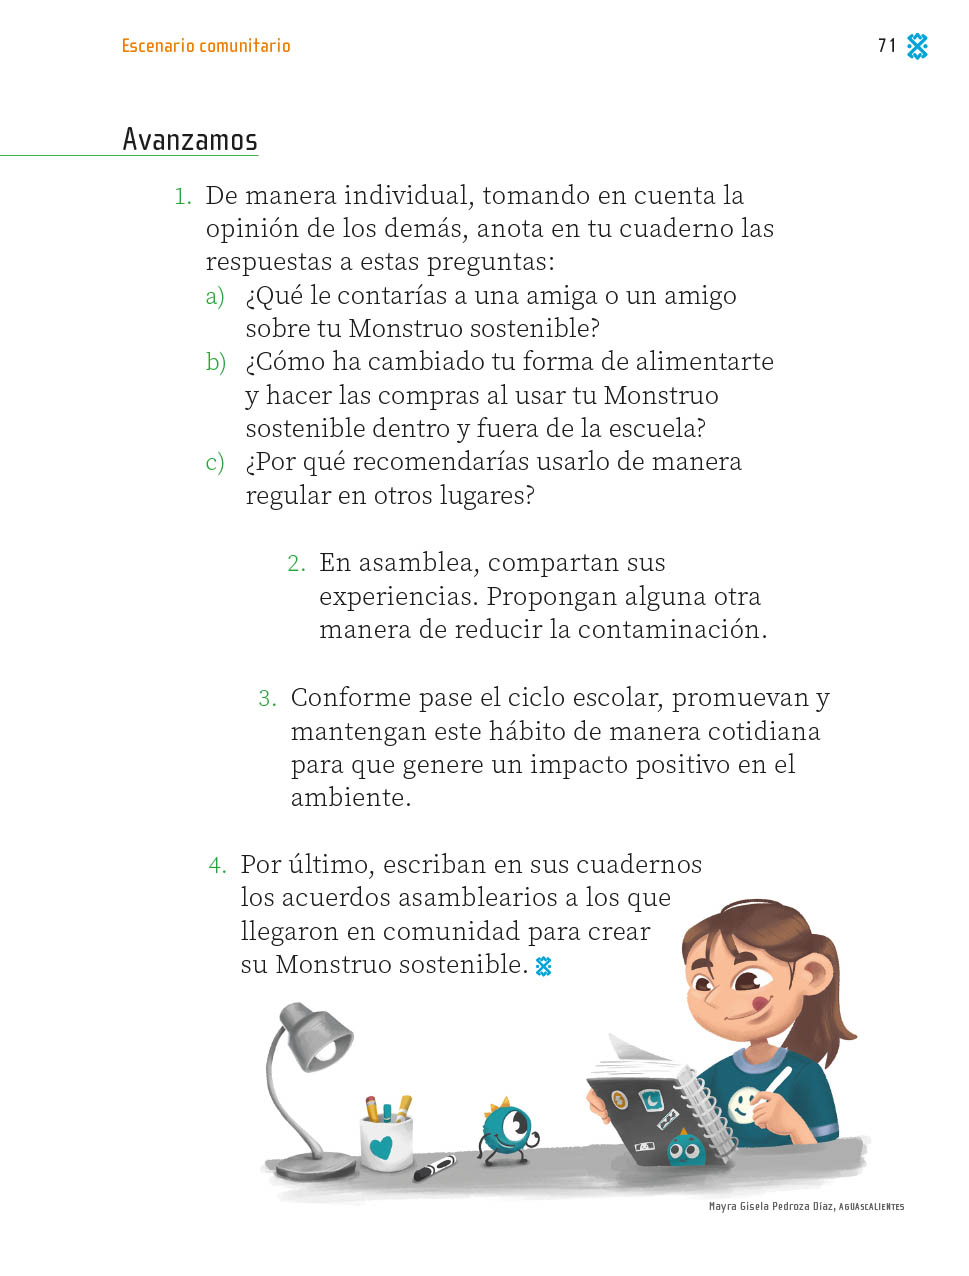 Escenario comunitario
71
Avanzamos
1. De manera individual, tomando en cuenta la
opinión de los demás, anota en tu cuaderno las
respuestas a estas preguntas:
a) ¿Qué le contarías a una amiga o un amigo
sobre tu Monstruo sostenible?
b) ¿Cómo ha cambiado tu forma de alimentarte
y hacer las compras al usar tu Monstruo
sostenible dentro y fuera de la escuela?
c) ¿Por qué recomendarías usarlo de manera
regular en otros lugares?
2. En asamblea, compartan sus
experiencias. Propongan alguna otra
manera de reducir la contaminación.
3. Conforme pase el ciclo escolar, promuevan y
mantengan este hábito de manera cotidiana
para que genere un impacto positivo en el
ambiente.
4. Por último, escriban en sus cuadernos
los acuerdos asamblearios a los que
llegaron en comunidad para crear
su Monstruo sostenible.
Mayra Gisela Pedroza Díaz, AGUASCALIENTES